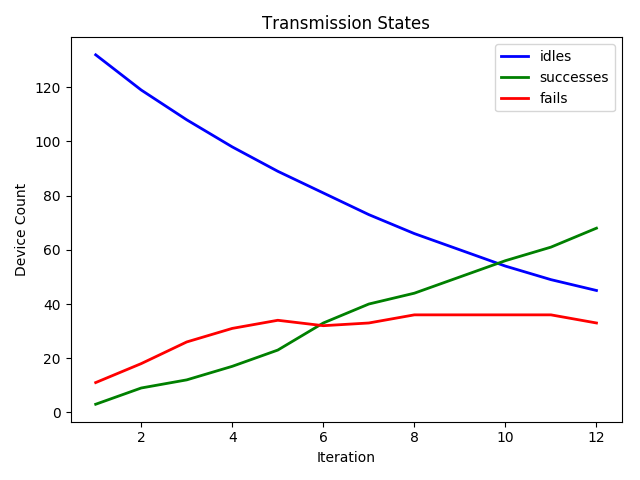 Transmission States
idles
successes
fails
Device Count
120
100
80
60
40
20
0
2 4 6 8 10 12
Iteration